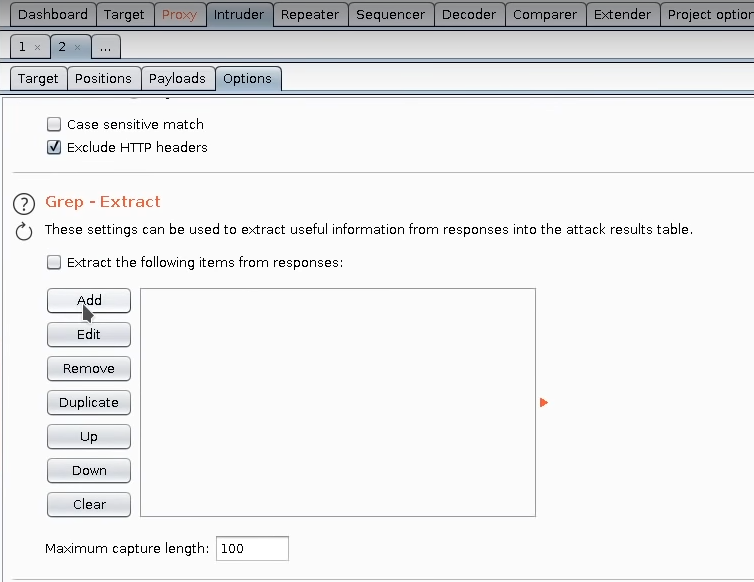 Dashboard Target Proxy Intruder Repeater Sequencer Decoder Comparer Extender Project option
1 × 2 × ...
Target Positions Payloads Options
Case sensitive match
Exclude HTTP headers
? Grep - Extract
These settings can be used to extract useful information from responses into the attack results table.
Extract the following items from responses:
Add
Edit
Remove
Duplicate
Up
Down
Clear
Maximum capture length: 100